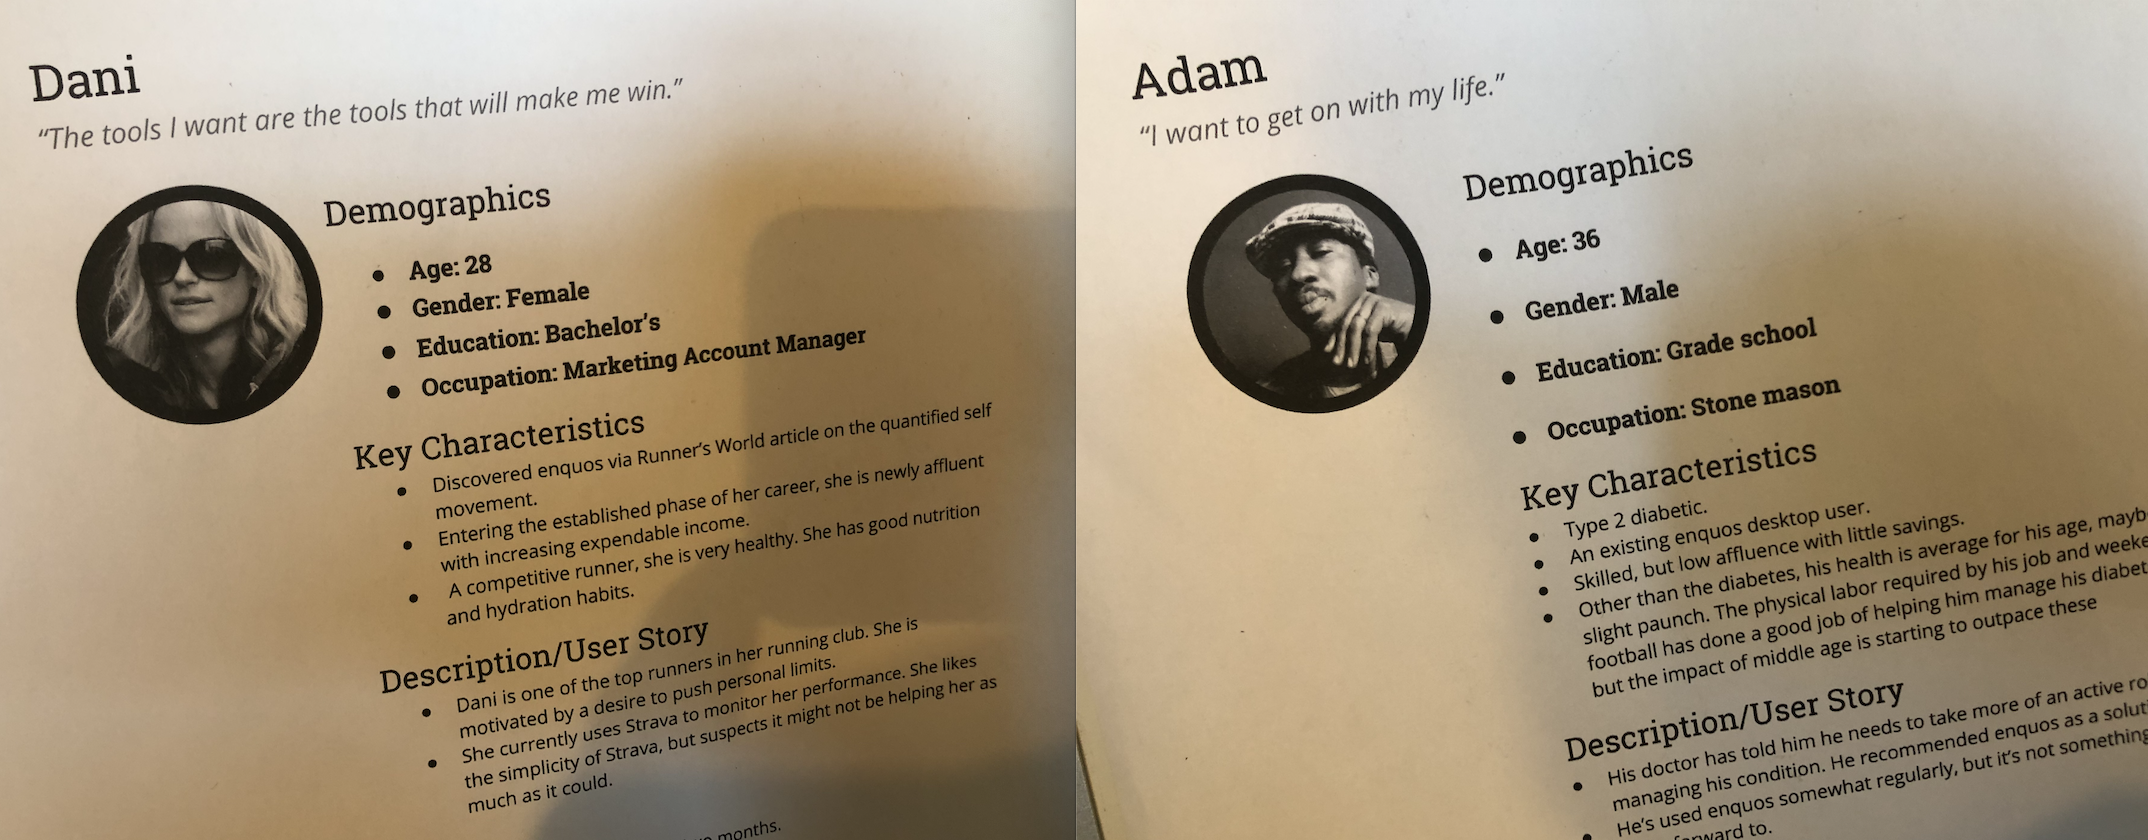 Dani
“The tools I want are the tools that will make me win.”
Demographics
● Age: 28
● Gender: Female
● Education: Bachelor's
● Occupation: Marketing Account Manager
Key Characteristics
● Discovered enquos via Runner’s World article on the quantified self
movement.
● Entering the established phase of her career, she is newly affluent
with increasing expendable income.
● A competitive runner, she is very healthy. She has good nutrition
and hydration habits.
Description/User Story
● Dani is one of the top runners in her running club. She is
motivated by a desire to push personal limits.
● She currently uses Strava to monitor her performance. She likes
the simplicity of Strava, but suspects it might not be helping her as
much as it could.
months.
Adam
“I want to get on with my life.”
Demographics
● Age: 36
● Gender: Male
● Education: Grade school
● Occupation: Stone mason
Key Characteristics
● Type 2 diabetic.
● An existing enquos desktop user.
● Skilled, but low affluence with little savings.
● Other than the diabetes, his health is average for his age, mayb
slight paunch. The physical labor required by his job and weeke
football has done a good job of helping him manage his diabet
but the impact of middle age is starting to outpace these
Description/User Story
● His doctor has told him he needs to take more of an active ro
managing his condition. He recommended enquos as a solut
● He’s used enquos somewhat regularly, but it’s not something
forward to.